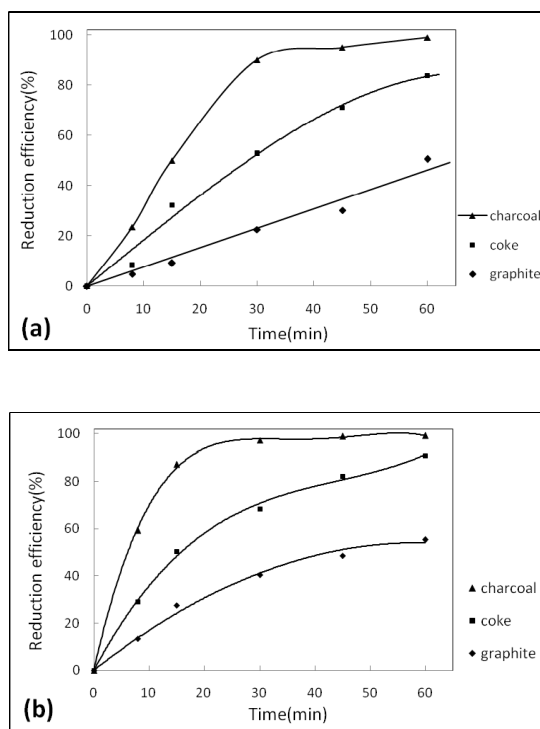 100
80
60
40
20
0
0 10 20 30 40 50 60
Reduction efficiency(%)
Time(min)
charcoal
coke
graphite
(a)
100
80
60
40
20
0
0 10 20 30 40 50 60
Reduction efficiency(%)
Time(min)
charcoal
coke
graphite
(b)